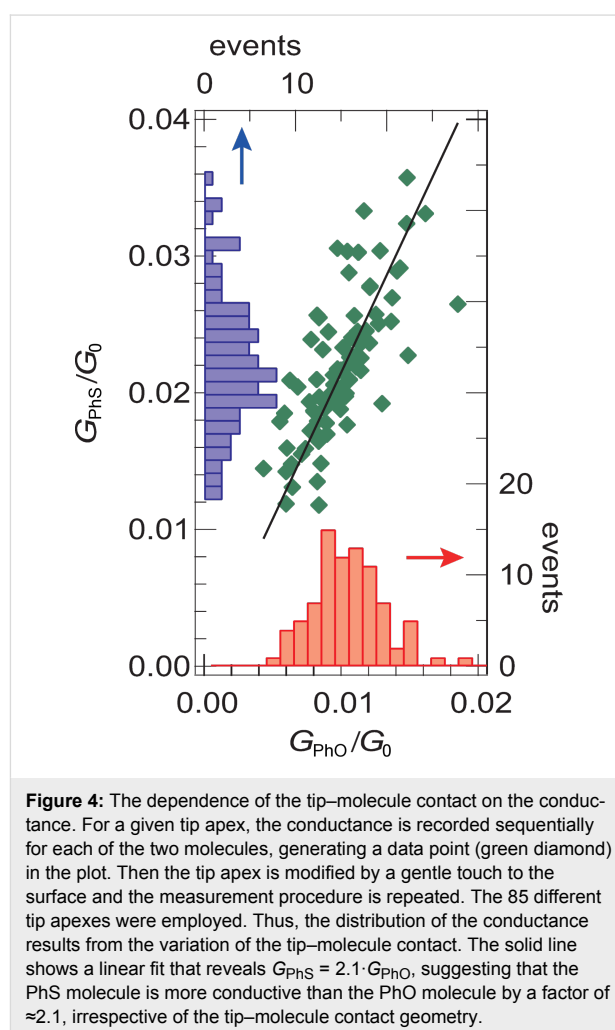 events
0 10
0.04
0.03
0.02
0.01
0.00
GPhS/G0
20
10
0
events
0.00 0.01 0.02
GPhO/G0
Figure 4: The dependence of the tip–molecule contact on the conduc-
tance. For a given tip apex, the conductance is recorded sequentially
for each of the two molecules, generating a data point (green diamond)
in the plot. Then the tip apex is modified by a gentle touch to the
surface and the measurement procedure is repeated. The 85 different
tip apexes were employed. Thus, the distribution of the conductance
results from the variation of the tip–molecule contact. The solid line
shows a linear fit that reveals GPhS = 2.1·GPhO, suggesting that the
PhS molecule is more conductive than the PhO molecule by a factor of
≈2.1, irrespective of the tip–molecule contact geometry.